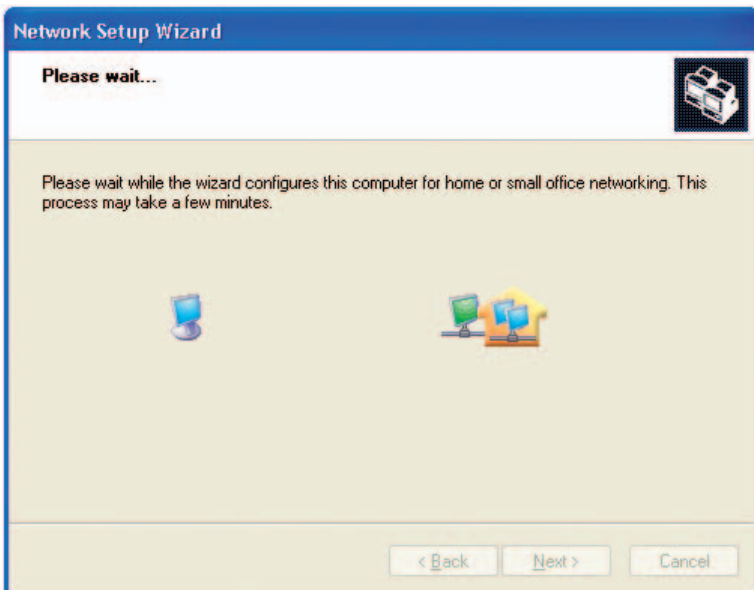 Network Setup Wizard
Please wait...
Please wait while the wizard configures this computer for home or small office networking. This
process may take a few minutes.
< Back
Next >
Cancel